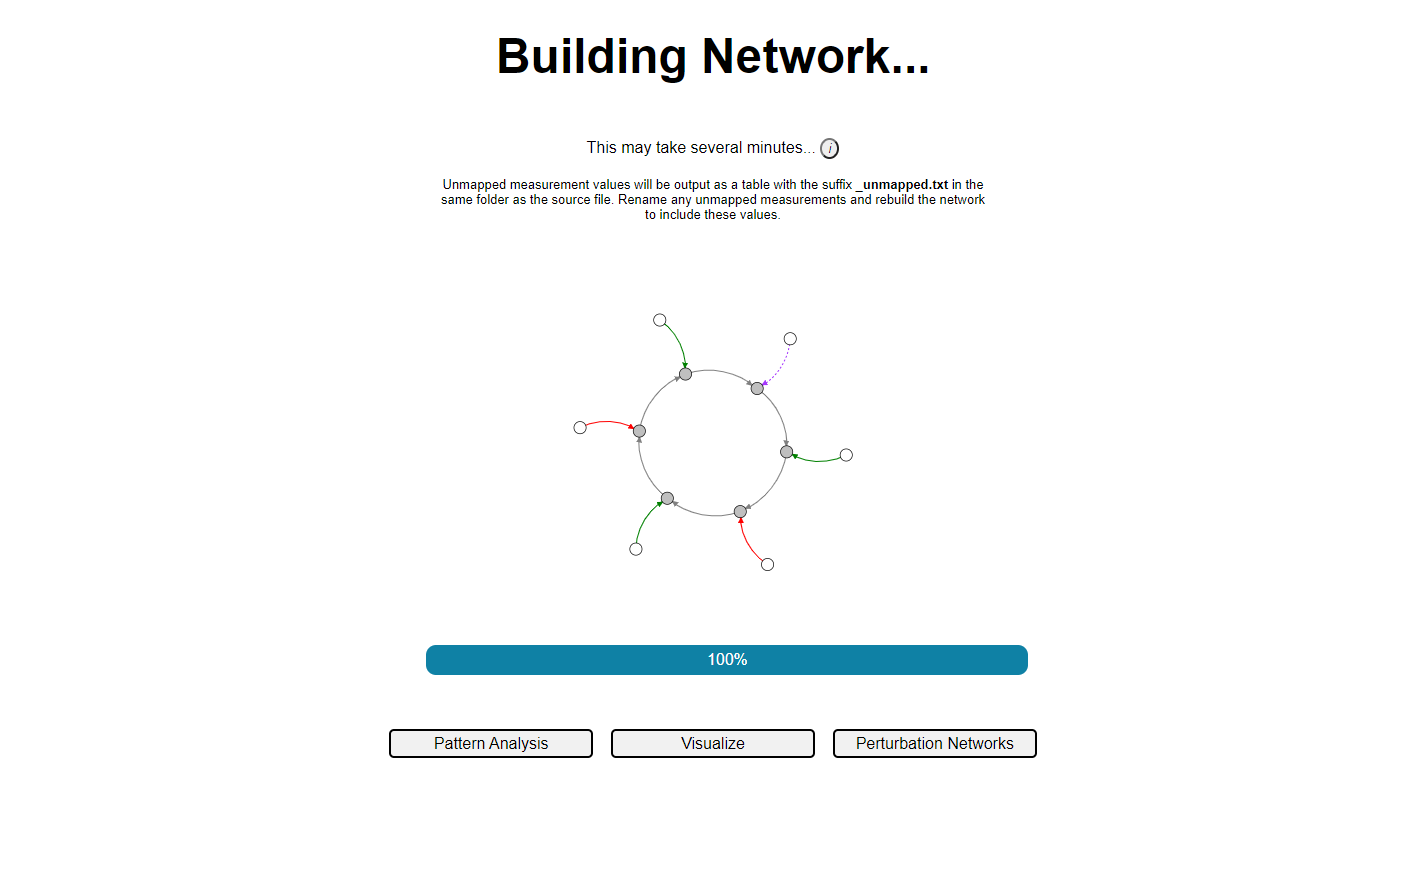 Building Network...
This may take several minutes... i
Unmapped measurement values will be output as a table with the suffix _unmapped.txt in the
same folder as the source file. Rename any unmapped measurements and rebuild the network
to include these values.
100%
Pattern Analysis
Visualize
Perturbation Networks